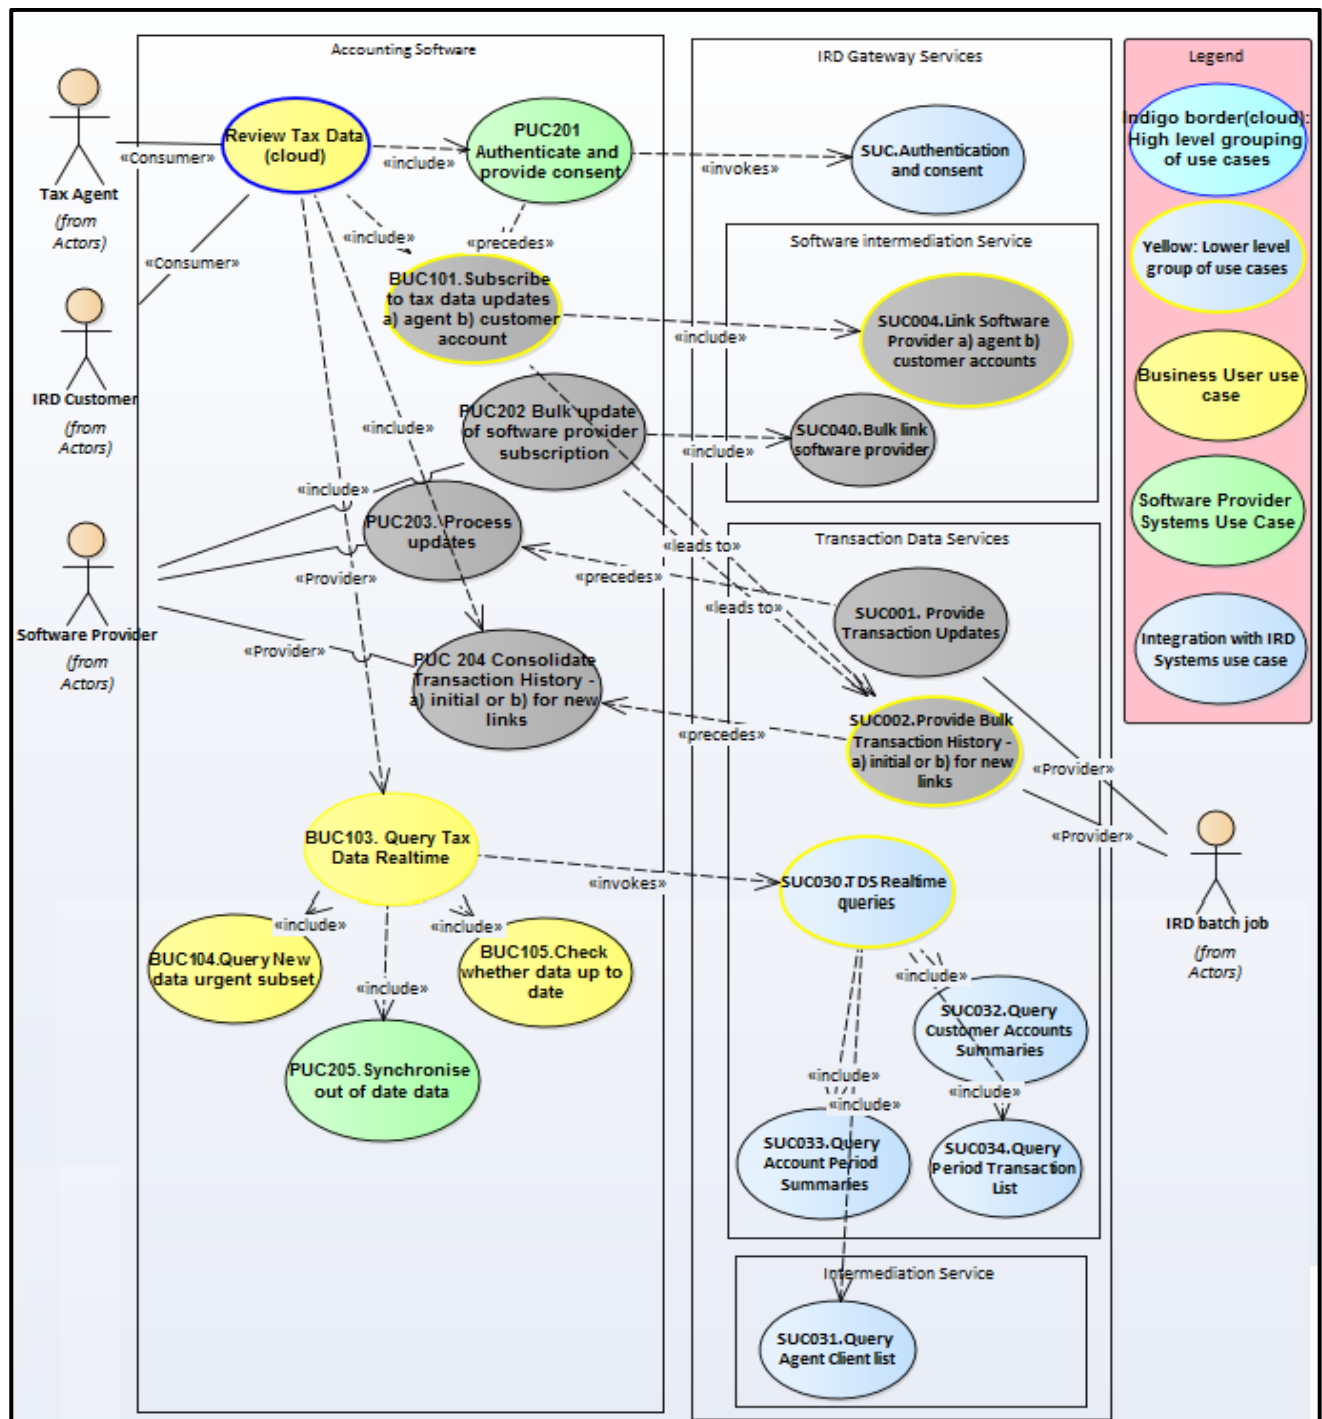 Accounting Software
IRD Gateway Services
Legend
Tax Agent
(from
Actors)
«Consumer»
«Consumer»
IRD Customer
(from
Actors)
Software Provider
(from
Actors)
Review Tax Data
(cloud)
«include»
PUC201
Authenticate and
provide consent
«invokes»
SUC.Authentication
and consent
«include»
«precedes»
BUC101.Subscribe
to tax data updates
a) agent b) customer
account
«include»
Software intermediation Service
SUC004.Link Software
Provider a) agent b)
customer accounts
«include»
PUC202 Bulk update
of software provider
subscription
«include»
SUC040.Bulk link
software provider
«include»
PUC203. Process
updates
«leads to»
«Provider»
«precedes»
«leads to»
Transaction Data Services
SUC001. Provide
Transaction Updates
«Provider»
PUC 204 Consolidate
Transaction History -
a) initial or b) for new
links
«precedes»
SUC002.Provide Bulk
Transaction History -
a) initial or b) for new
links
«Provider»
«Provider»
IRD batch job
(from
Actors)
BUC103. Query Tax
Data Realtime
«invokes»
SUC030.TDS Realtime
queries
«include»
«include»
«include»
BUC104.Query New
data urgent subset
BUC105.Check
whether data up to
date
PUC205.Synchronise
out of date data
«include»
SUC032.Query
Customer Accounts
Summaries
«include»
«include»
«include»
SUC033.Query
Account Period
Summaries
SUC034.Query
Period Transaction
List
Intermediation Service
SUC031.Query
Agent Client list
Indigo border(cloud):
High level grouping
of use cases
Yellow: Lower level
group of use cases
Business User use
case
Software Provider
Systems Use Case
Integration with IRD
Systems use case